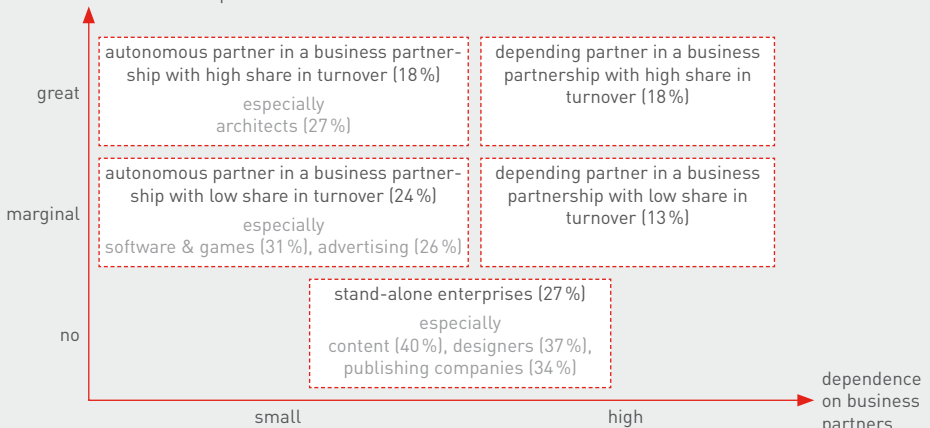 great
autonomous partner in a business partner-
ship with high share in turnover (18 %)
especially
architects (27 %)
depending partner in a business
partnership with high share in
turnover (18 %)
marginal
autonomous partner in a business partner-
ship with low share in turnover (24 %)
especially
software & games (31 %), advertising (26 %)
depending partner in a business
partnership with low share in
turnover (13 %)
no
stand-alone enterprises (27 %)
especially
content (40 %), designers (37 %),
publishing companies (34 %)
small
high
dependence
on business
partners